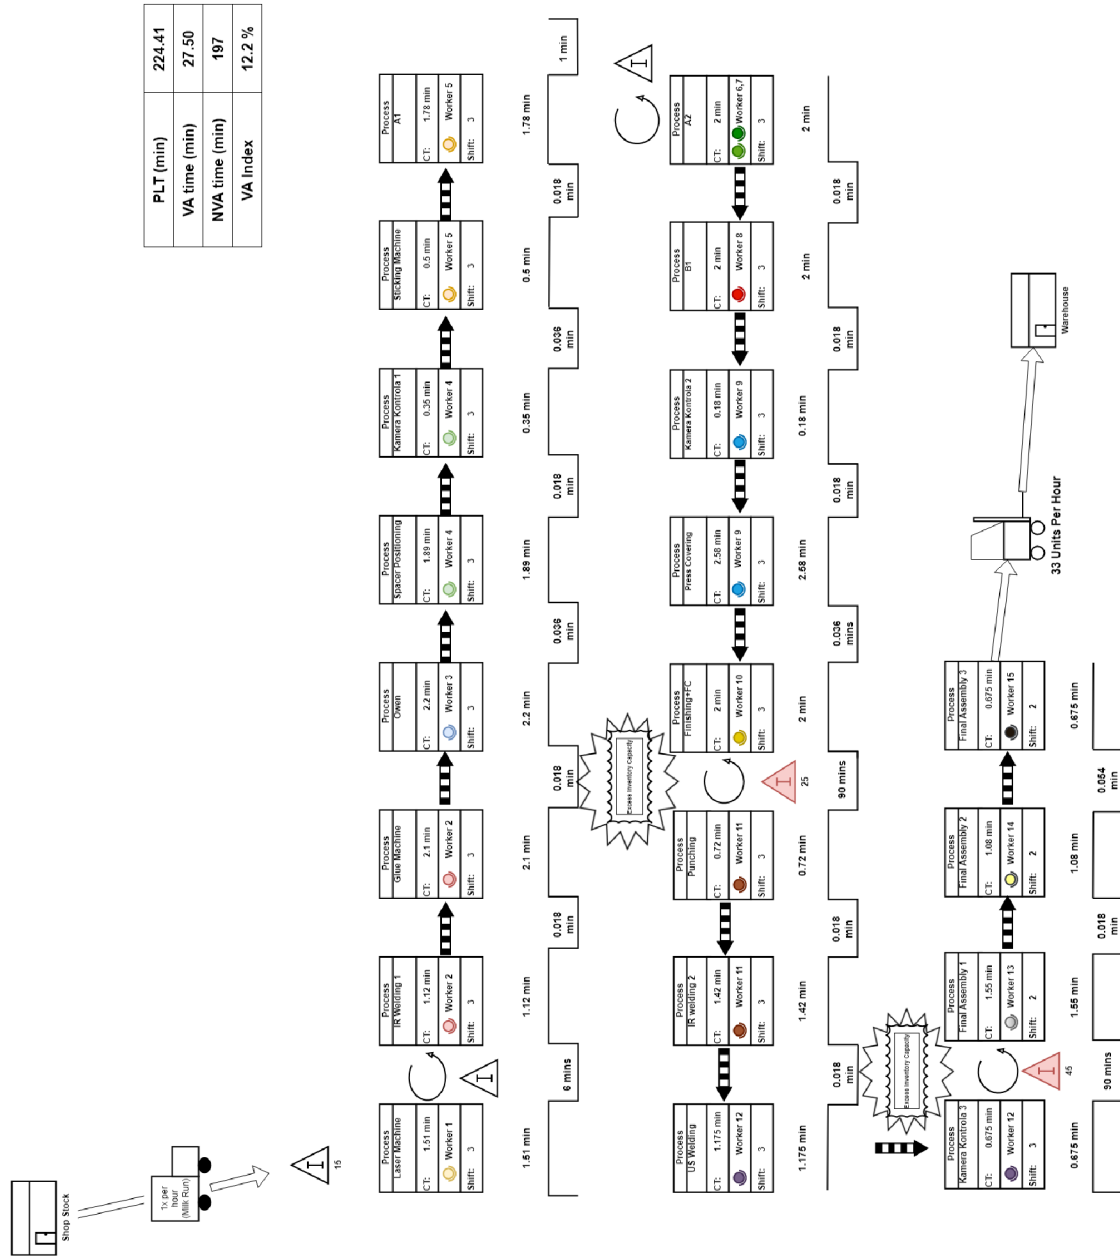 PLT (min) 224.41
VA time (min) 27.50
NVA time (min) 197
VA Index 12.2 %
Shop Stock
1x per
hour
(Milk Run)
I
15
Process
Laser Machine
CT: 1.51 min
Worker 1
Shift: 3
I
Process
IR Welding 1
CT: 1.12 min
Worker 2
Shift: 3
Process
Glue Machine
CT: 2.1 min
Worker 2
Shift: 3
Process
Owen
CT: 2.2 min
Worker 3
Shift: 3
Process
Spacer Positioning
CT: 1.89 min
Worker 4
Shift: 3
Process
Kamera Kontrola 1
CT: 0.35 min
Worker 4
Shift: 3
Process
Sticking Machine
CT: 0.5 min
Worker 5
Shift: 3
Process
A1
CT: 1.78 min
Worker 5
Shift: 3
1.51 min
6 mins
1.12 min
0.018
min
2.1 min
0.018
min
2.2 min
0.036
min
1.89 min
0.018
min
0.35 min
0.036
min
0.5 min
0.018
min
1.78 min
1 min
I
Process
A2
CT: 2 min
Worker 6,7
Shift: 3
Process
B1
CT: 2 min
Worker 8
Shift: 3
Process
Kamera Kontrola 2
CT: 0.18 min
Worker 9
Shift: 3
Process
Press Covering
CT: 2.58 min
Worker 9
Shift: 3
Process
Finishing+FC
CT: 2 min
Worker 10
Shift: 3
Excess Inventory Capacity
I
25
Process
Punching
CT: 0.72 min
Worker 11
Shift: 3
Process
IR welding 2
CT: 1.42 min
Worker 11
Shift: 3
Process
US Welding
CT: 1.175 min
Worker 12
Shift: 3
1.175 min
0.018
min
1.42 min
0.018
min
0.72 min
90 mins
2 min
0.036
mins
2.58 min
0.018
min
0.18 min
0.018
min
2 min
0.018
min
2 min
Process
Kamera Kontrola 3
CT: 0.675 min
Worker 12
Shift: 3
Excess Inventory Capacity
I
45
Process
Final Assembly 1
CT: 1.55 min
Worker 13
Shift: 2
Process
Final Assembly 2
CT: 1.08 min
Worker 14
Shift: 2
Process
Final Assembly 3
CT: 0.675 min
Worker 15
Shift: 2
33 Units Per Hour
Warehouse
0.675 min
90 mins
1.55 min
0.018
min
1.08 min
0.054
min
0.675 min